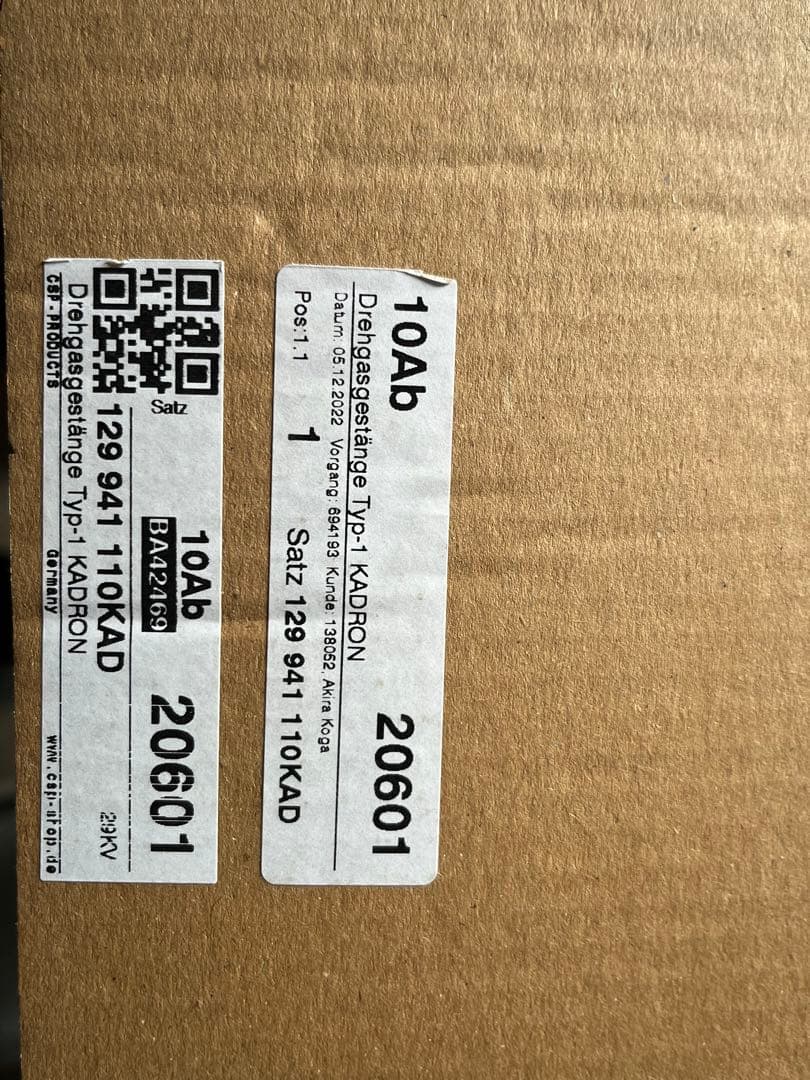 10Ab 20601
Drehgasgestänge Typ-1 KADRON
Datum: 05.12.2022 Vorgang: 694193 Kunde: 138052, Akira Koga
Pos:1.1 1 Satz 129 941 110KAD
10Ab 20601
Satz BA42469
129 941 110KAD 29KV
Drehgasgestänge Typ-1 KADRON
CSP-PRODUCTS Germany www.csp-shop.de